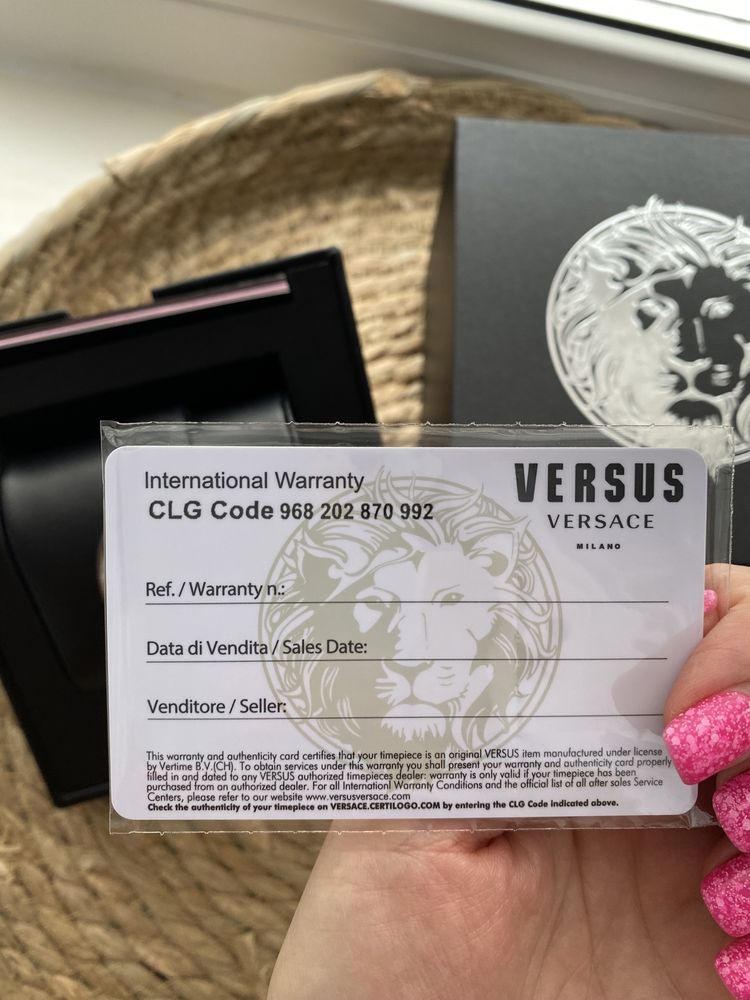 International Warranty
CLG Code 968 202 870 992
VERSUS
VERSACE
MILANO
Ref. / Warranty n.:
Data di Vendita / Sales Date:
Venditore / Seller:
This warranty and authenticity card certifies that your timepiece is an original VERSUS item manufactured under license
by Vertime B.V.(CH). To obtain services under this warranty you shall present your warranty and authenticity card properly
filled in and dated to any VERSUS authorized timepieces dealer: warranty is only valid if your timepiece has been
purchased from an authorized dealer. For all Internationl Warranty Conditions and the official list of all after sales Service
Centers, please refer to our website www.versusversace.com
Check the authenticity of your timepiece on VERSACE.CERTILOGO.COM by entering the CLG Code indicated above.